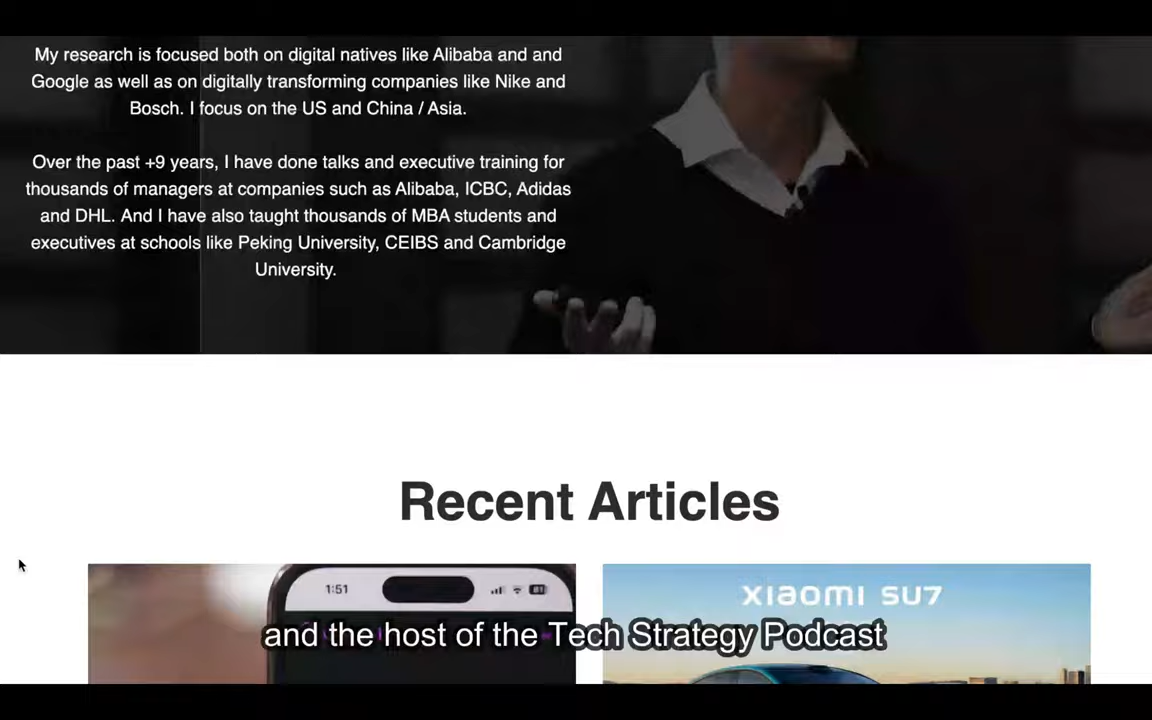 My research is focused both on digital natives like Alibaba and and
Google as well as on digitally transforming companies like Nike and
Bosch. I focus on the US and China / Asia.
Over the past +9 years, I have done talks and executive training for
thousands of managers at companies such as Alibaba, ICBC, Adidas
and DHL. And I have also taught thousands of MBA students and
executives at schools like Peking University, CEIBS and Cambridge
University.
Recent Articles
1:51
81
xiaomi SU7
and the host of the Tech Strategy Podcast